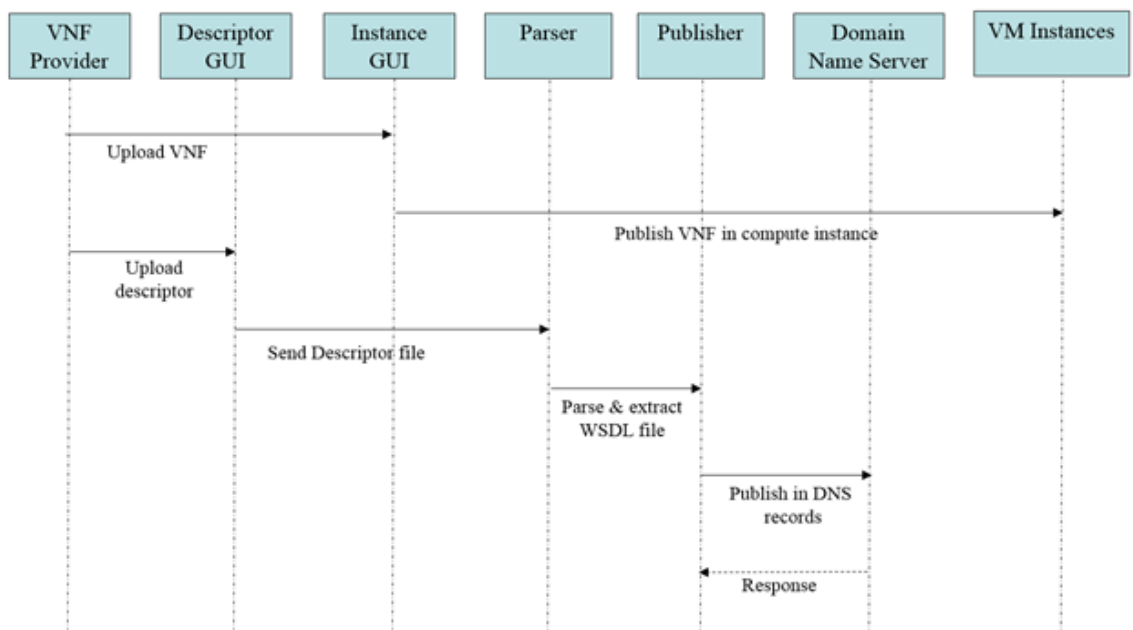 VNF
Provider
Descriptor
GUI
Instance
GUI
Parser
Publisher
Domain
Name Server
VM Instances
Upload VNF
Publish VNF in compute instance
Upload
descriptor
Send Descriptor file
Parse & extract
WSDL file
Publish in DNS
records
Response